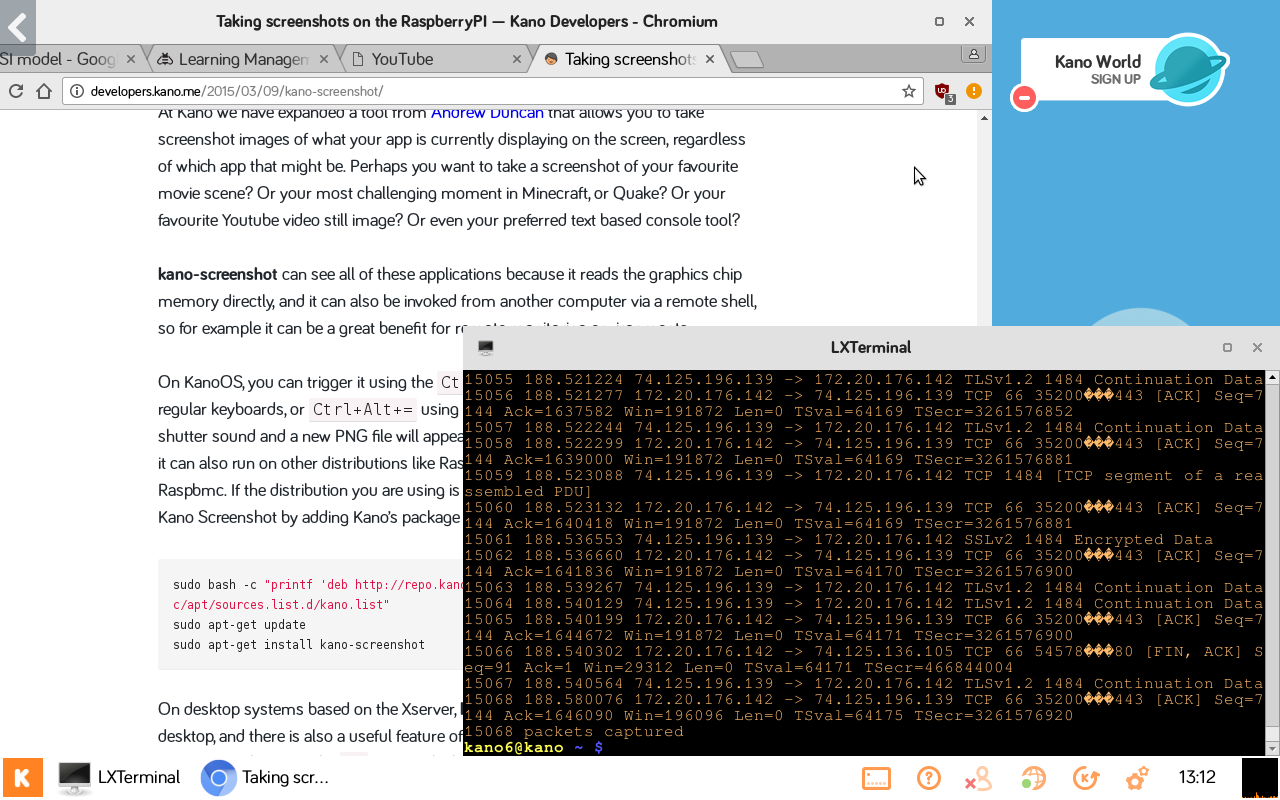 Taking screenshots on the RaspberryPI — Kano Developers - Chromium
SI model - Goog
Learning Managem
YouTube
Taking screenshots
developers.kano.me/2015/03/09/kano-screenshot/
3
Kano World
SIGN UP
At Kano we have expanded a tool from Andrew Duncan that allows you to take
screenshot images of what your app is currently displaying on the screen, regardless
of which app that might be. Perhaps you want to take a screenshot of your favourite
movie scene? Or your most challenging moment in Minecraft, or Quake? Or your
favourite Youtube video still image? Or even your preferred text based console tool?
kano-screenshot can see all of these applications because it reads the graphics chip
memory directly, and it can also be invoked from another computer via a remote shell,
so for example it can be a great benefit for
On KanoOS, you can trigger it using the Ct
regular keyboards, or Ctrl+Alt+= using
shutter sound and a new PNG file will appea
it can also run on other distributions like Ras
Raspbmc. If the distribution you are using is
Kano Screenshot by adding Kano's package
sudo bash -c "printf 'deb http://repo.kano
c/apt/sources.list.d/kano.list"
sudo apt-get update
sudo apt-get install kano-screenshot
On desktop systems based on the Xserver,
desktop, and there is also a useful feature of
LXTerminal
15055 188.521224 74.125.196.139 -> 172.20.176.142 TLSv1.2 1484 Continuation Data
15056 188.521277 172.20.176.142 -> 74.125.196.139 TCP 66 35200���443 [ACK] Seq=7
144 Ack=1637582 Win=191872 Len=0 TSval=64169 TSecr=3261576852
15057 188.522244 74.125.196.139 -> 172.20.176.142 TLSv1.2 1484 Continuation Data
15058 188.522299 172.20.176.142 -> 74.125.196.139 TCP 66 35200���443 [ACK] Seq=7
144 Ack=1639000 Win=191872 Len=0 TSval=64169 TSecr=3261576881
15059 188.523088 74.125.196.139 -> 172.20.176.142 TCP 1484 [TCP segment of a rea
ssembled PDU]
15060 188.523132 172.20.176.142 -> 74.125.196.139 TCP 66 35200���443 [ACK] Seq=7
144 Ack=1640418 Win=191872 Len=0 TSval=64169 TSecr=3261576881
15061 188.536553 74.125.196.139 -> 172.20.176.142 SSLv2 1484 Encrypted Data
15062 188.536660 172.20.176.142 -> 74.125.196.139 TCP 66 35200���443 [ACK] Seq=7
144 Ack=1641836 Win=191872 Len=0 TSval=64170 TSecr=3261576900
15063 188.539267 74.125.196.139 -> 172.20.176.142 TLSv1.2 1484 Continuation Data
15064 188.540129 74.125.196.139 -> 172.20.176.142 TLSv1.2 1484 Continuation Data
15065 188.540199 172.20.176.142 -> 74.125.196.139 TCP 66 35200���443 [ACK] Seq=7
144 Ack=1644672 Win=191872 Len=0 TSval=64171 TSecr=3261576900
15066 188.540302 172.20.176.142 -> 74.125.136.105 TCP 66 54578���80 [FIN, ACK] S
eq=91 Ack=1 Win=29312 Len=0 TSval=64171 TSecr=466844004
15067 188.540564 74.125.196.139 -> 172.20.176.142 TLSv1.2 1484 Continuation Data
15068 188.580076 172.20.176.142 -> 74.125.196.139 TCP 66 35200���443 [ACK] Seq=7
144 Ack=1646090 Win=196096 Len=0 TSval=64175 TSecr=3261576920
15068 packets captured
kano6@kano ~ $
K
LXTerminal
Taking scr...
13:12